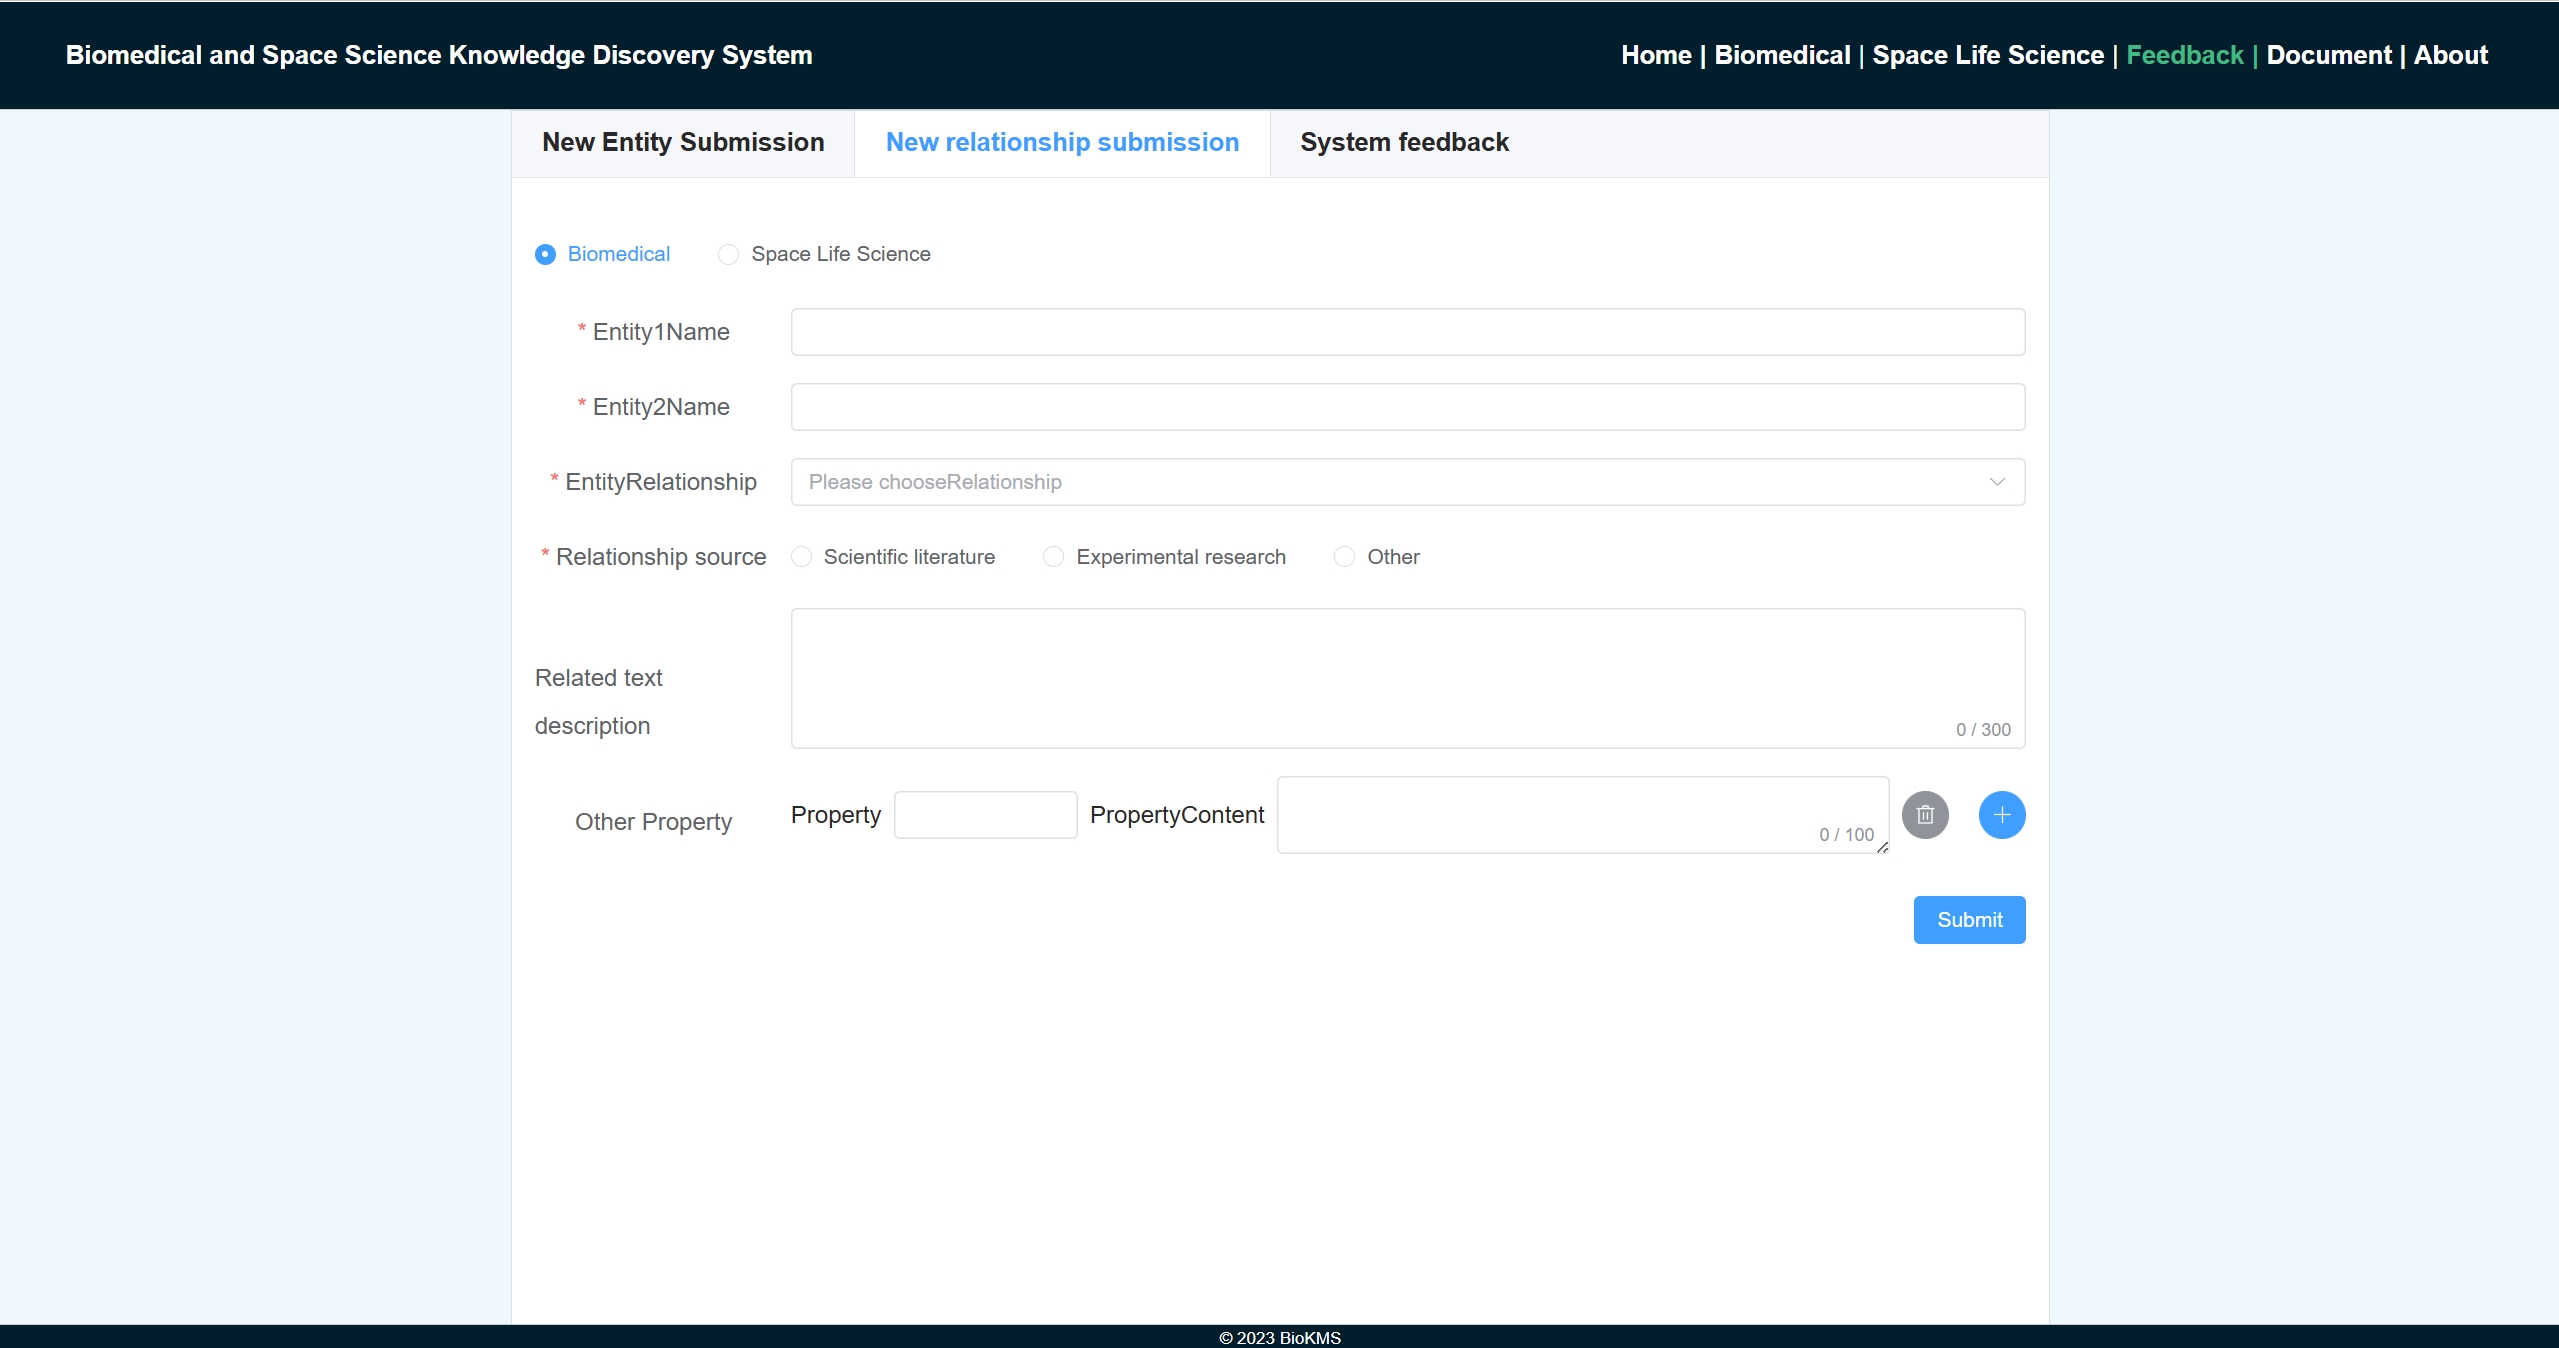 Biomedical and Space Science Knowledge Discovery System
Home | Biomedical | Space Life Science | Feedback | Document | About
New Entity Submission
New relationship submission
System feedback
Biomedical
Space Life Science
* Entity1Name
* Entity2Name
* EntityRelationship
Please chooseRelationship
* Relationship source
Scientific literature
Experimental research
Other
Related text
description
0 / 300
Other Property
Property
PropertyContent
0 / 100
Submit
© 2023 BioKMS